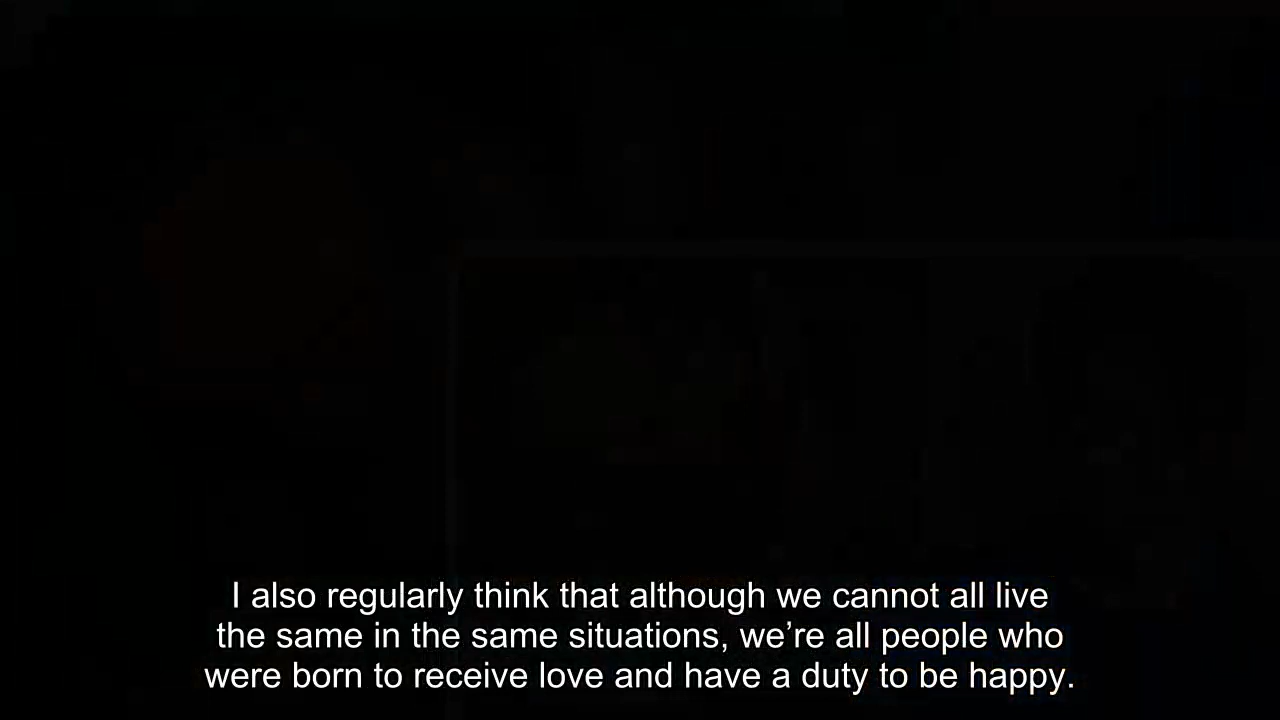 I also regularly think that although we cannot all live
the same in the same situations, we’re all people who
were born to receive love and have a duty to be happy.